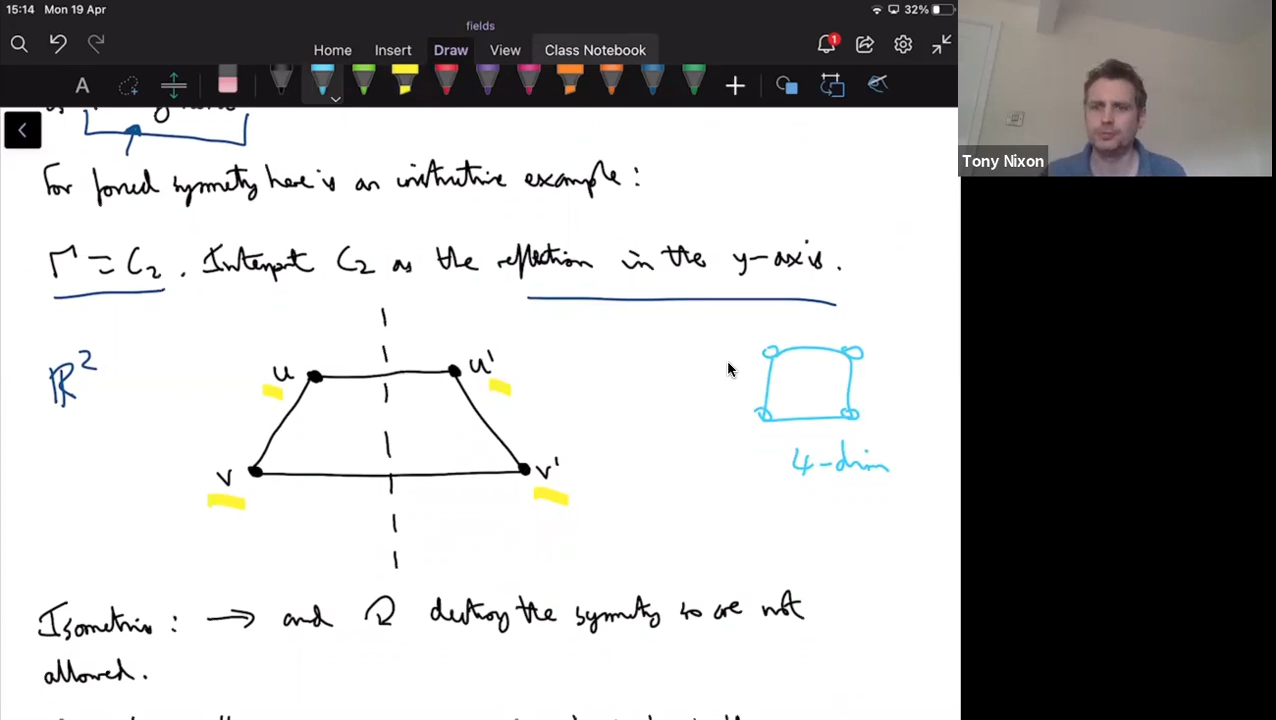 15:14 Mon 19 Apr
32%
fields
Home Insert Draw View Class Notebook
1
A
Tony Nixon
For forced symmetry here is an instructive example :
Γ = C2 . Interpret C2 as the reflection in the y-axis .
ℝ2
u u'
v v'
4-dim
Isometries : → and destroy the symmetry so are not
allowed .